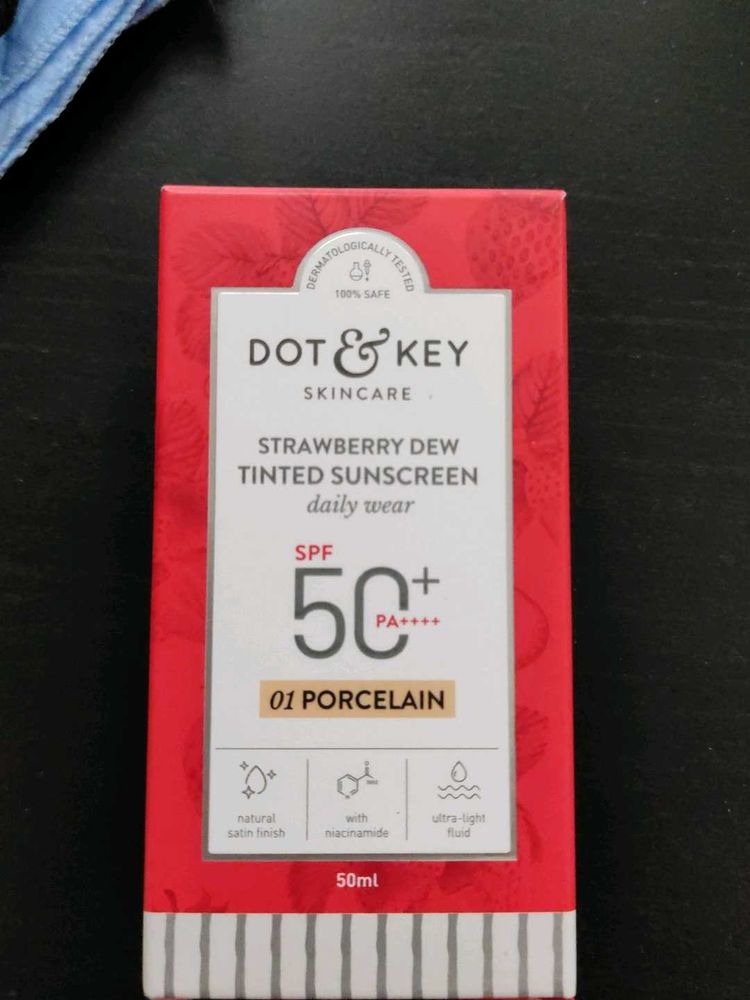 DERMATOLOGICALLY TESTED
100% SAFE
DOT & KEY
SKINCARE
STRAWBERRY DEW
TINTED SUNSCREEN
daily wear
SPF
50+
PA++++
01 PORCELAIN
natural
satin finish
with
niacinamide
ultra-light
fluid
50ml